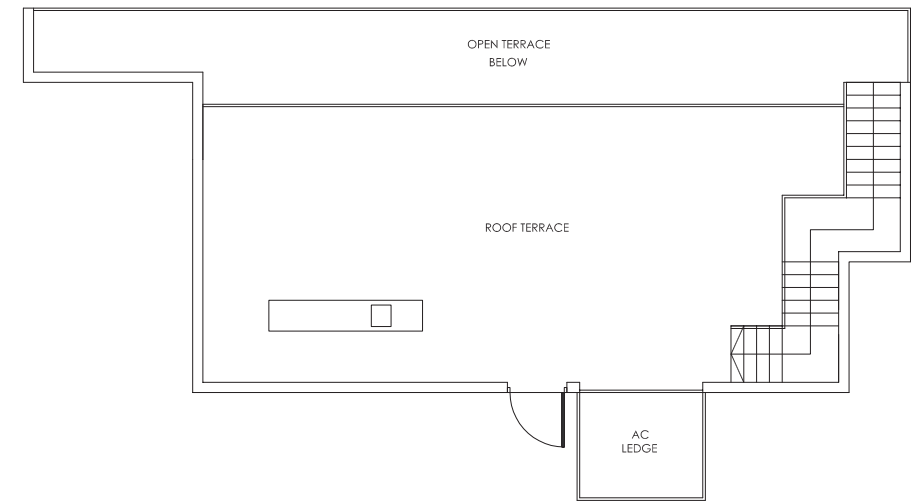 OPEN TERRACE
BELOW
ROOF TERRACE
AC
LEDGE